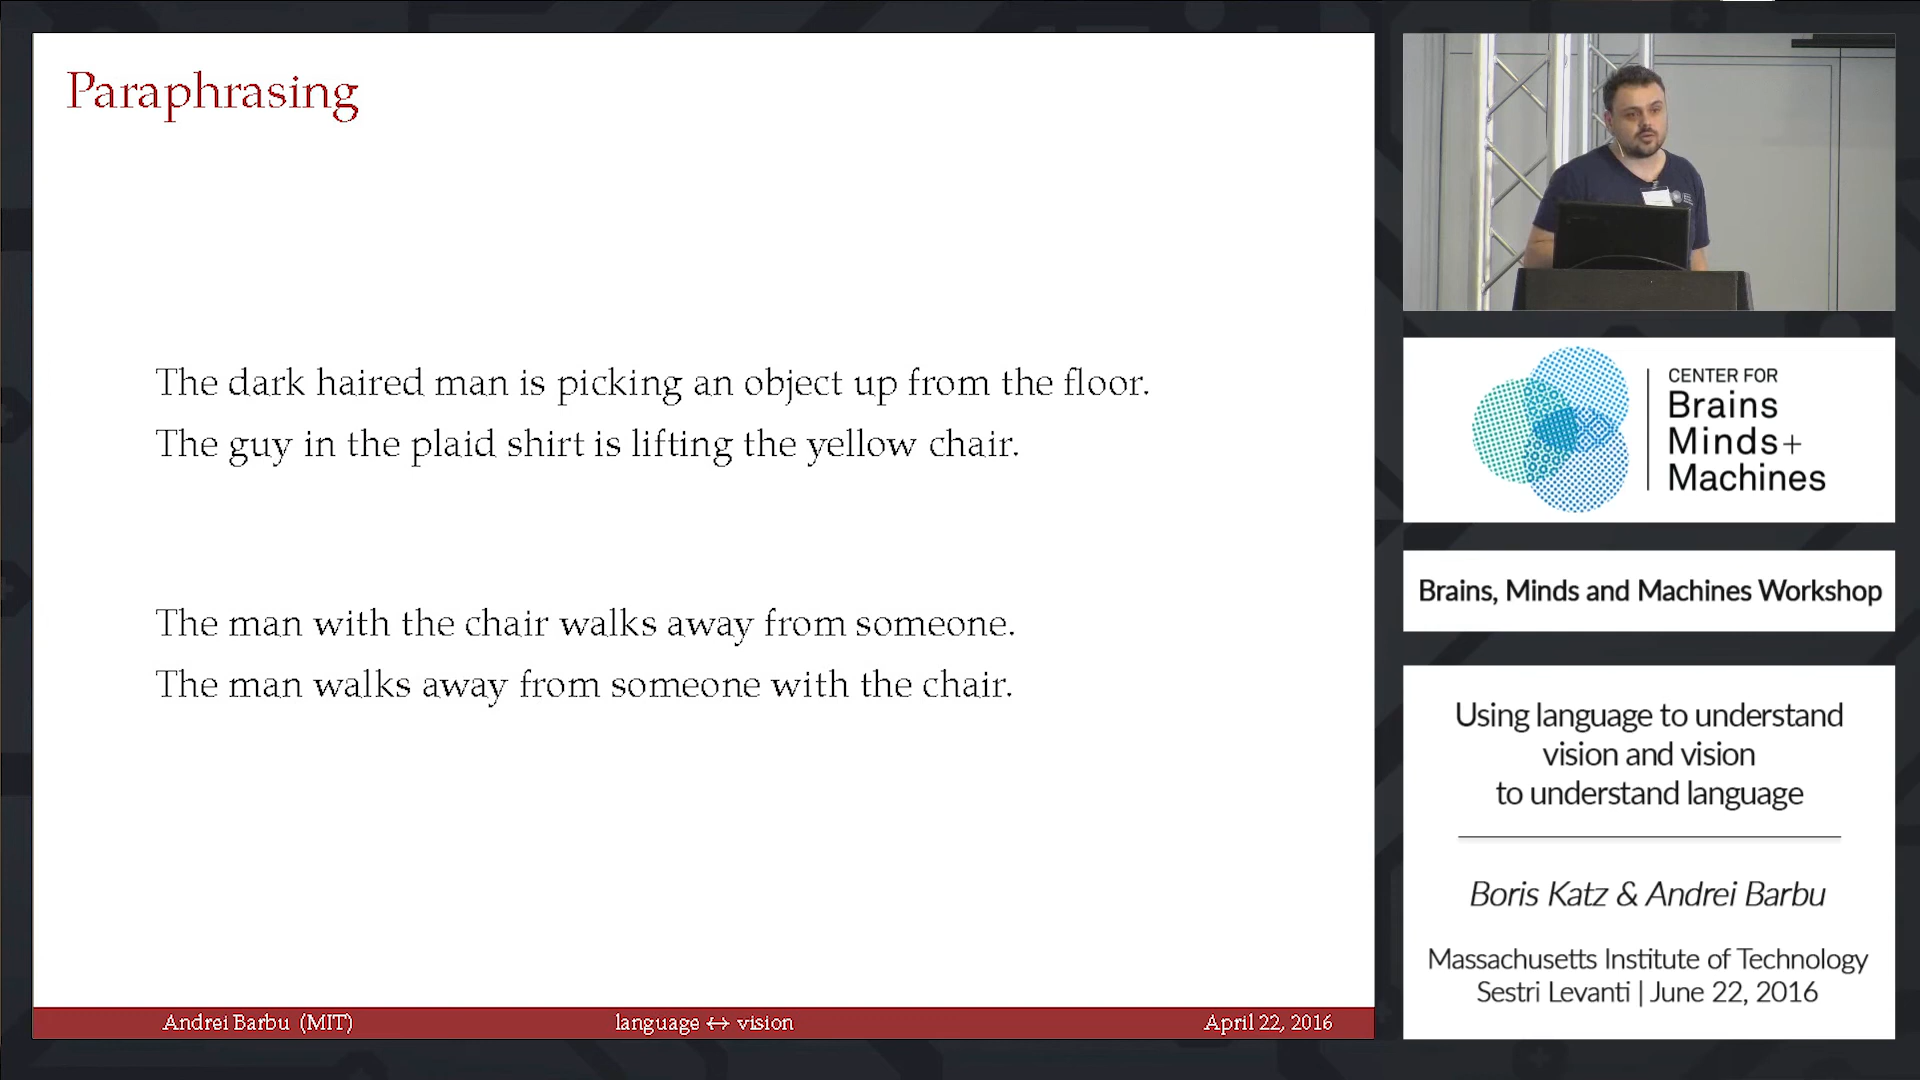 Paraphrasing
The dark haired man is picking an object up from the floor.
The guy in the plaid shirt is lifting the yellow chair.
The man with the chair walks away from someone.
The man walks away from someone with the chair.
Andrei Barbu (MIT) language ↔ vision April 22, 2016
CENTER FOR
Brains
Minds+
Machines
Brains, Minds and Machines Workshop
Using language to understand
vision and vision
to understand language
Boris Katz & Andrei Barbu
Massachusetts Institute of Technology
Sestri Levanti | June 22, 2016